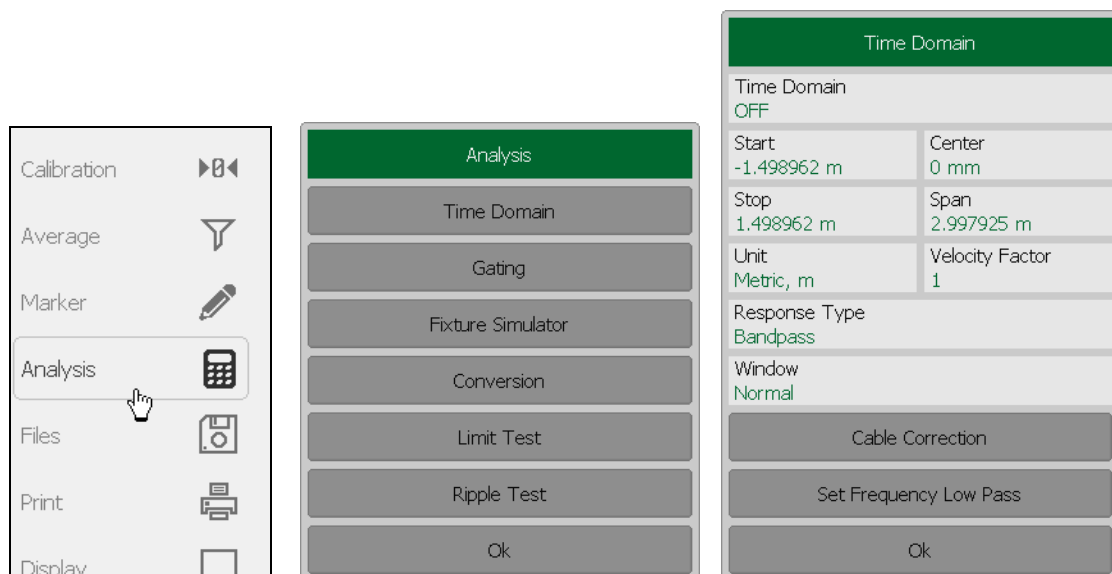 Calibration
Average
Marker
Analysis
Files
Print
Display
Analysis
Time Domain
Gating
Fixture Simulator
Conversion
Limit Test
Ripple Test
Ok
Time Domain
Time Domain
OFF
Start
-1.498962 m
Center
0 mm
Stop
1.498962 m
Span
2.997925 m
Unit
Metric, m
Velocity Factor
1
Response Type
Bandpass
Window
Normal
Cable Correction
Set Frequency Low Pass
Ok